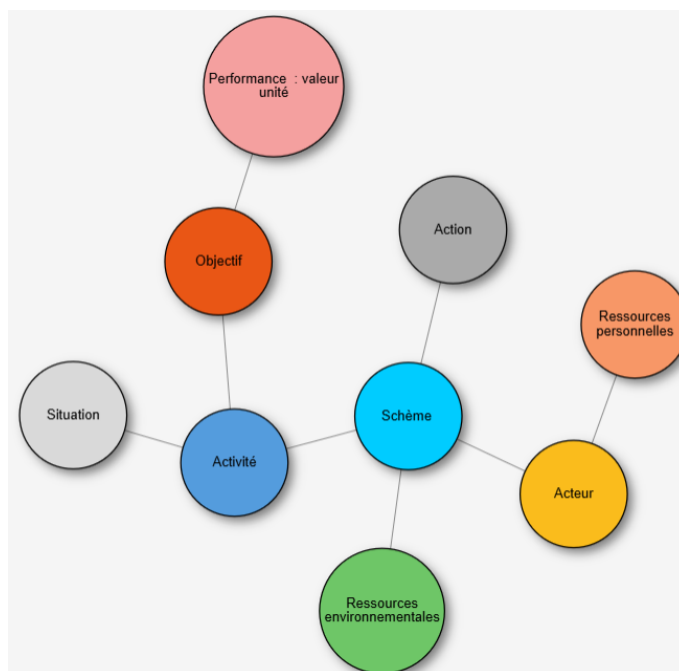 Performance : valeur
unité
Action
Objectif
Ressources
personnelles
Situation
Schème
Activité
Acteur
Ressources
environnementales